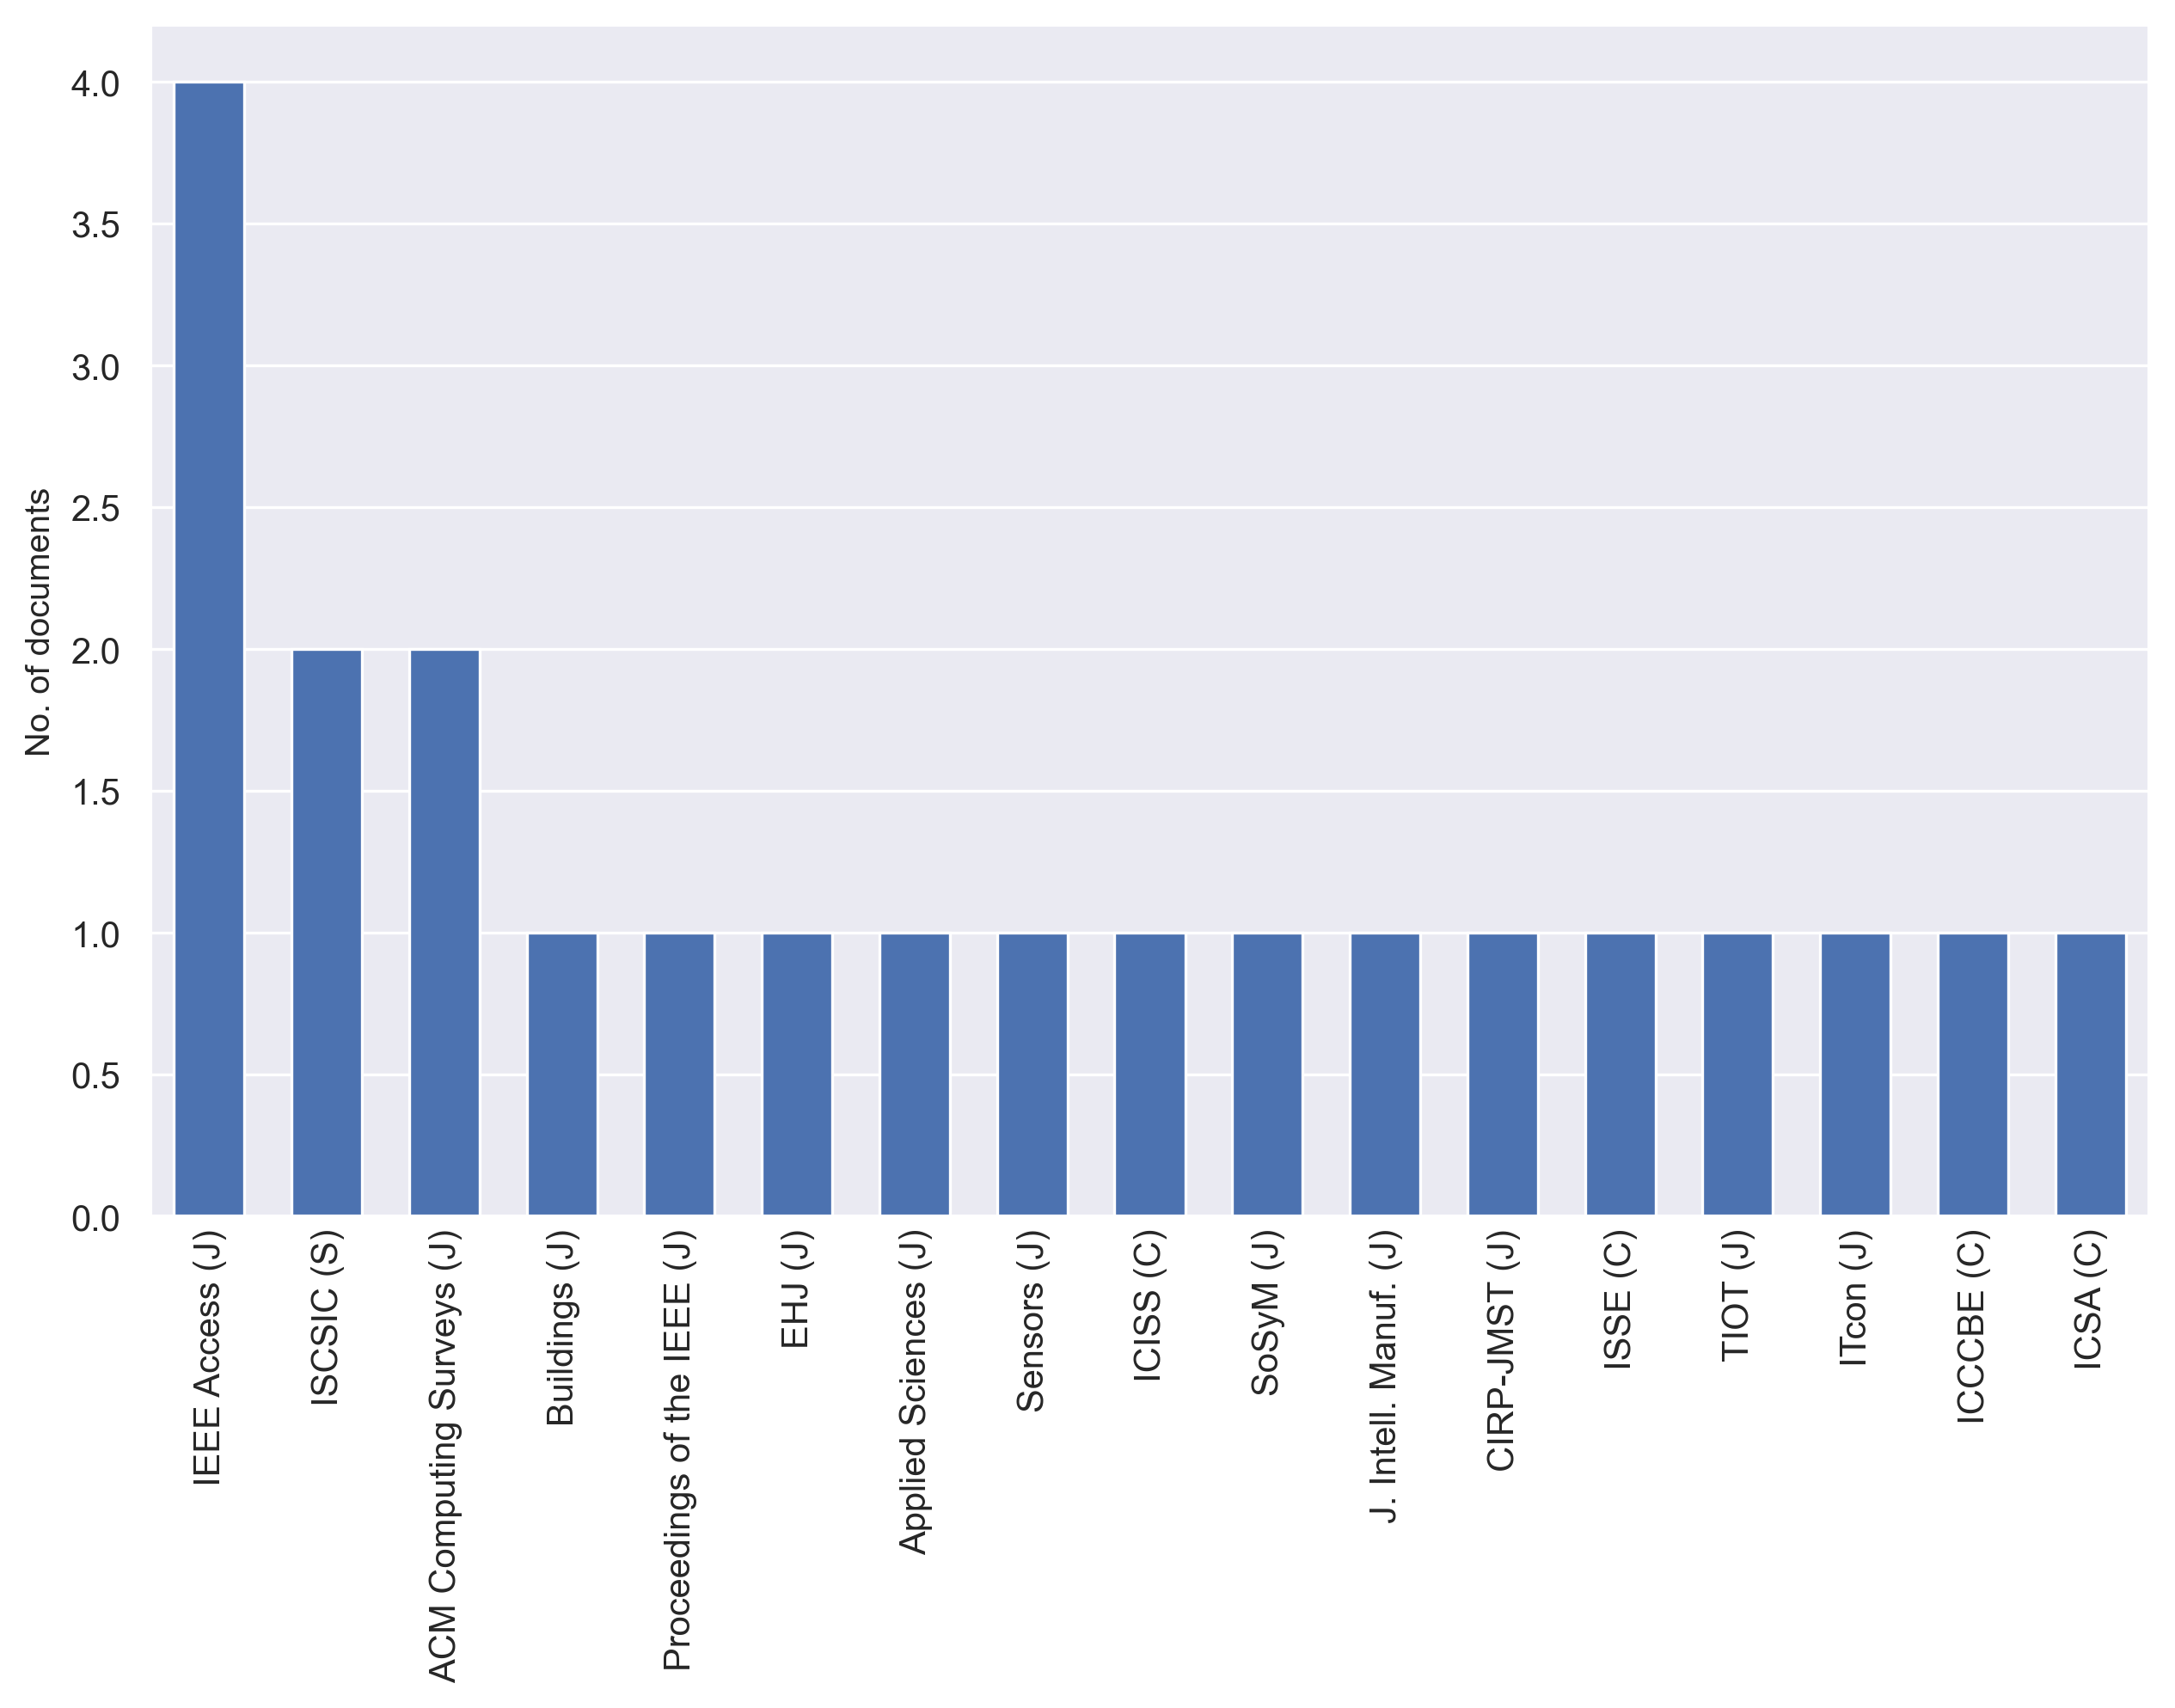 No. of documents
4.0
3.5
3.0
2.5
2.0
1.5
1.0
0.5
0.0
IEEE Access (J)
ISCSIC (S)
ACM Computing Surveys (J)
Buildings (J)
Proceedings of the IEEE (J)
EHJ (J)
Applied Sciences (J)
Sensors (J)
ICISS (C)
SoSyM (J)
J. Intell. Manuf. (J)
CIRP-JMST (J)
ISSE (C)
TIOT (J)
ITcon (J)
ICCCBE (C)
ICSA (C)